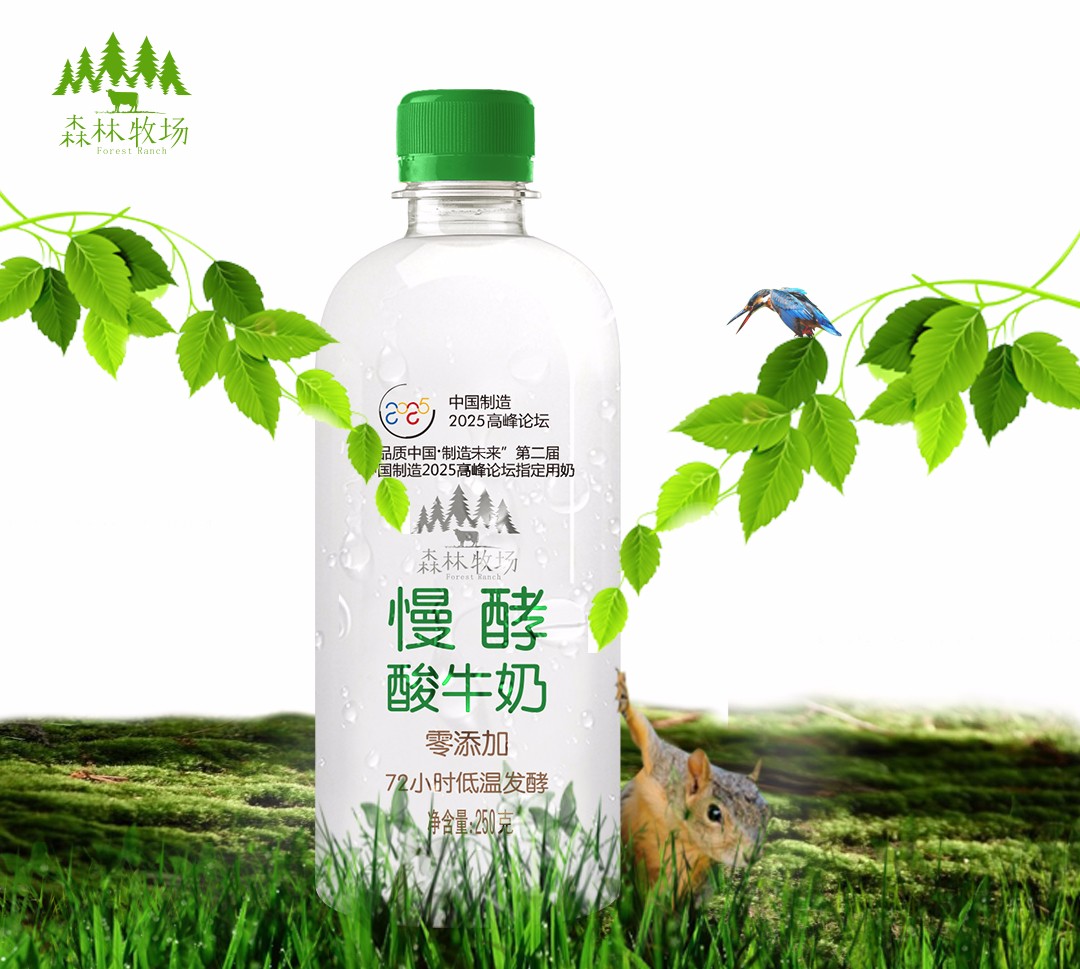 森林牧场
Forest Ranch
2025
中国制造
2025高峰论坛
品质中国·制造未来”第二届
国制造2025高峰论坛指定用奶
森林牧场
Forest Ranch
慢酵
酸牛奶
零添加
72小时低温发酵
净含量:250克